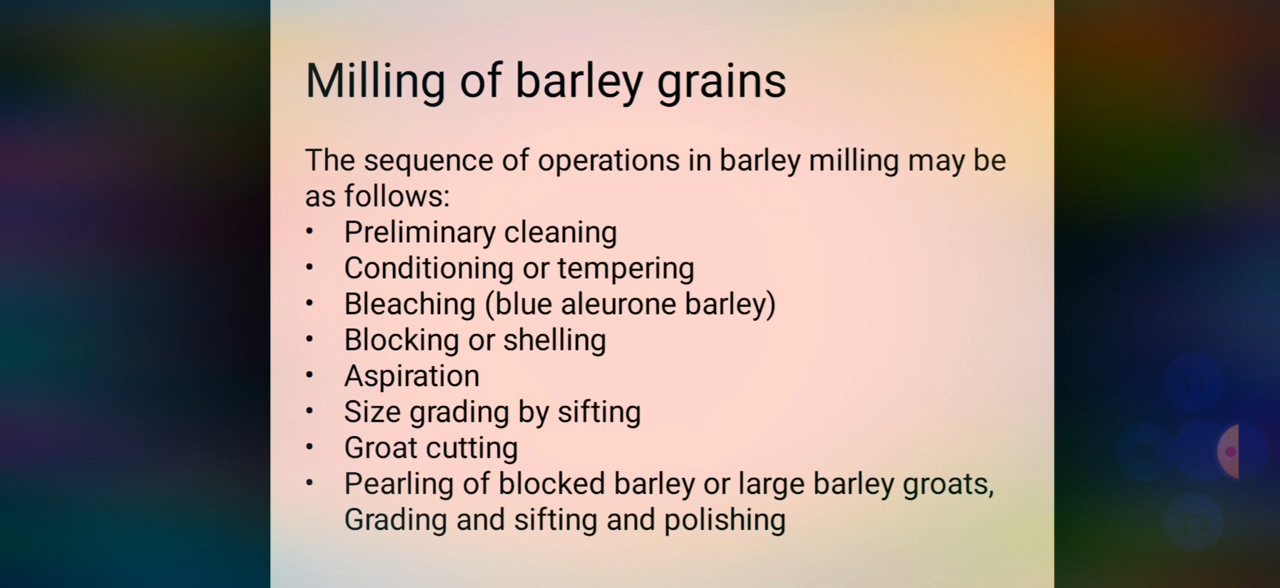 Milling of barley grains
The sequence of operations in barley milling may be
as follows:
• Preliminary cleaning
• Conditioning or tempering
• Bleaching (blue aleurone barley)
• Blocking or shelling
• Aspiration
• Size grading by sifting
• Groat cutting
• Pearling of blocked barley or large barley groats,
Grading and sifting and polishing